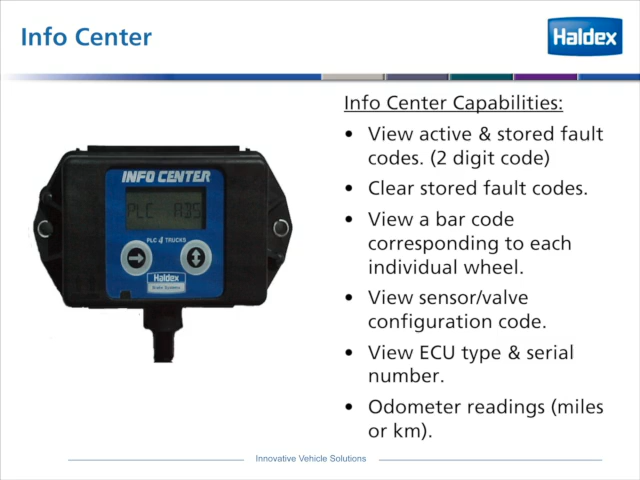 Info Center
Haldex
Info Center Capabilities:
• View active & stored fault
codes. (2 digit code)
• Clear stored fault codes.
• View a bar code
corresponding to each
individual wheel.
• View sensor/valve
configuration code.
• View ECU type & serial
number.
• Odometer readings (miles
or km).
INFO CENTER
PLC ABS
PLC 4 TRUCKS
Haldex
Innovative Vehicle Solutions